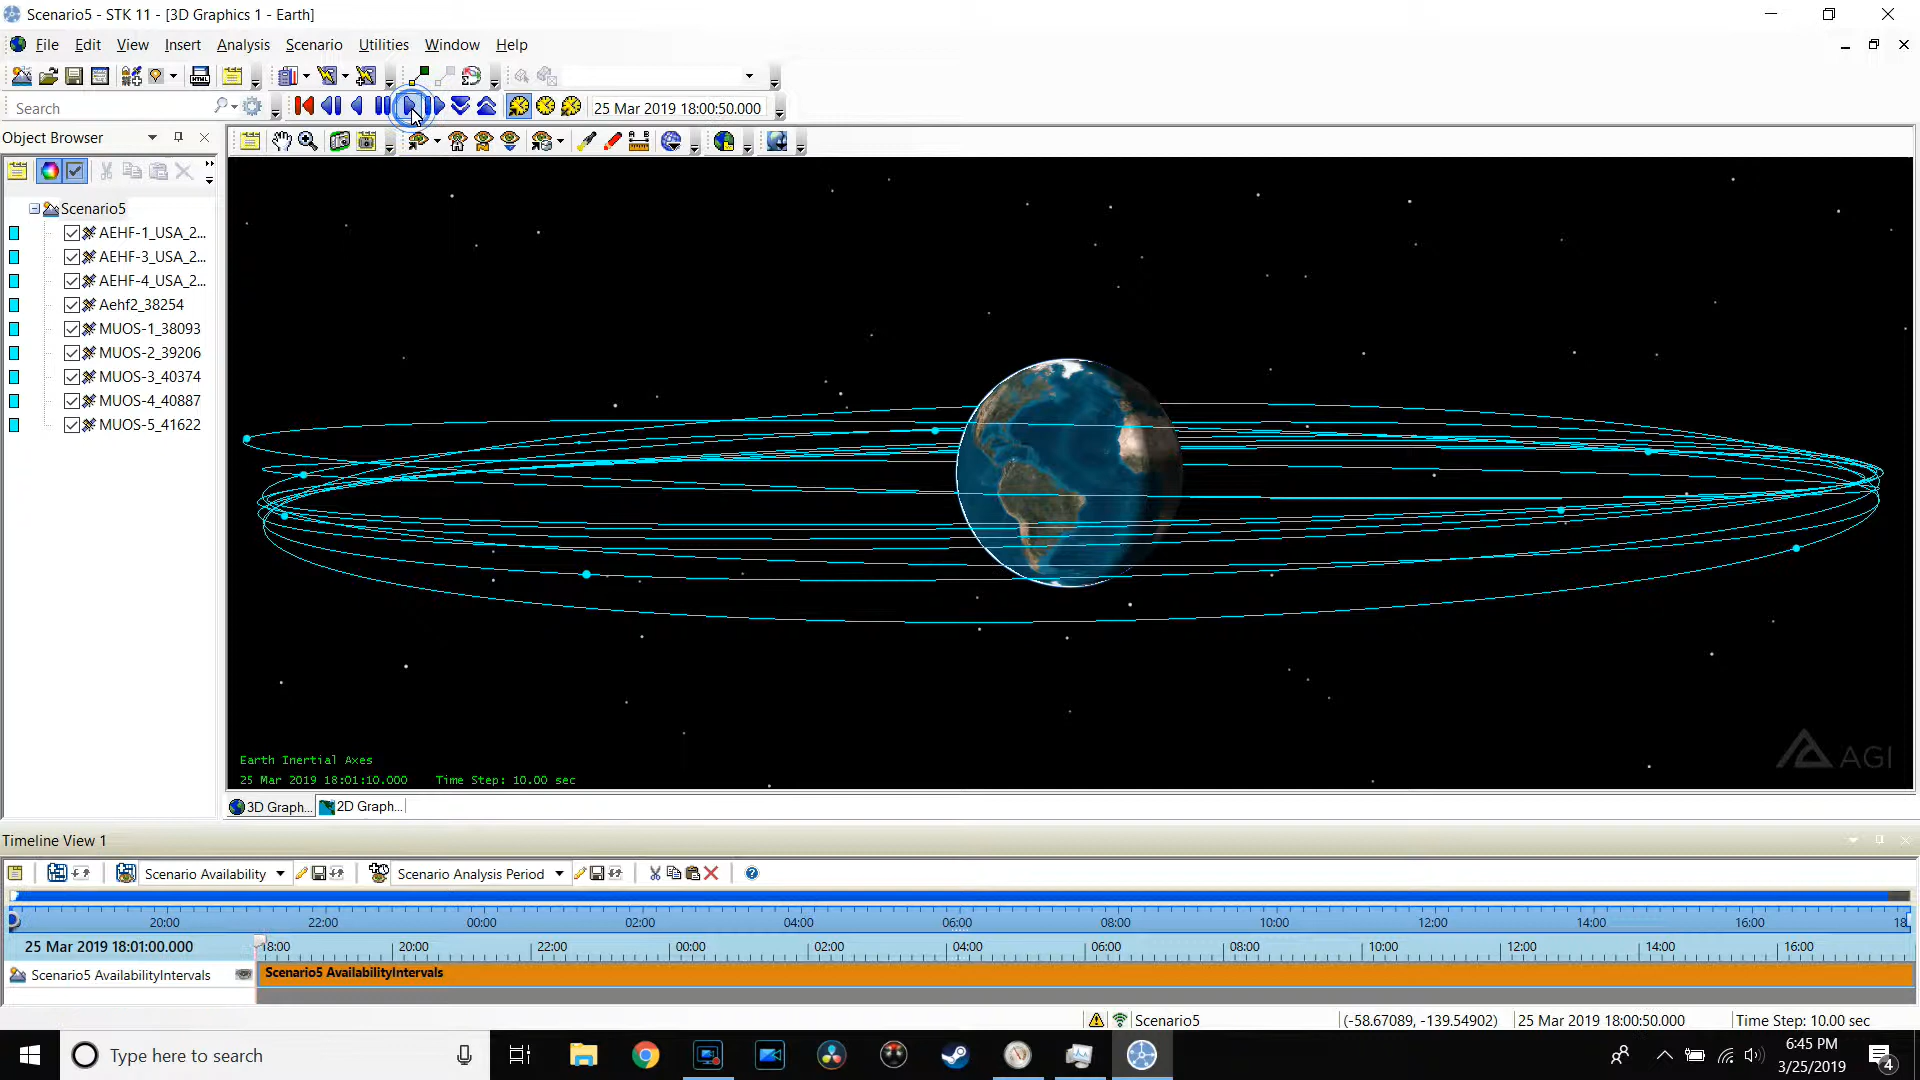 Scenario5 - STK 11 - [3D Graphics 1 - Earth]
File Edit View Insert Analysis Scenario Utilities Window Help
Search
25 Mar 2019 18:00:50.000
Object Browser
Scenario5
AEHF-1_USA_2...
AEHF-3_USA_2...
AEHF-4_USA_2...
Aehf2_38254
MUOS-1_38093
MUOS-2_39206
MUOS-3_40374
MUOS-4_40887
MUOS-5_41622
Earth Inertial Axes
25 Mar 2019 18:01:10.000 Time Step: 10.00 sec
AGI
3D Graph... 2D Graph...
Timeline View 1
Scenario Availability Scenario Analysis Period
20:00 22:00 00:00 02:00 04:00 06:00 08:00 10:00 12:00 14:00 16:00 18
25 Mar 2019 18:01:00.000 18:00 20:00 22:00 00:00 02:00 04:00 06:00 08:00 10:00 12:00 14:00 16:00
Scenario5 AvailabilityIntervals Scenario5 AvailabilityIntervals
Scenario5 (-58.67089, -139.54902) 25 Mar 2019 18:00:50.000 Time Step: 10.00 sec
Type here to search
6:45 PM
3/25/2019
4